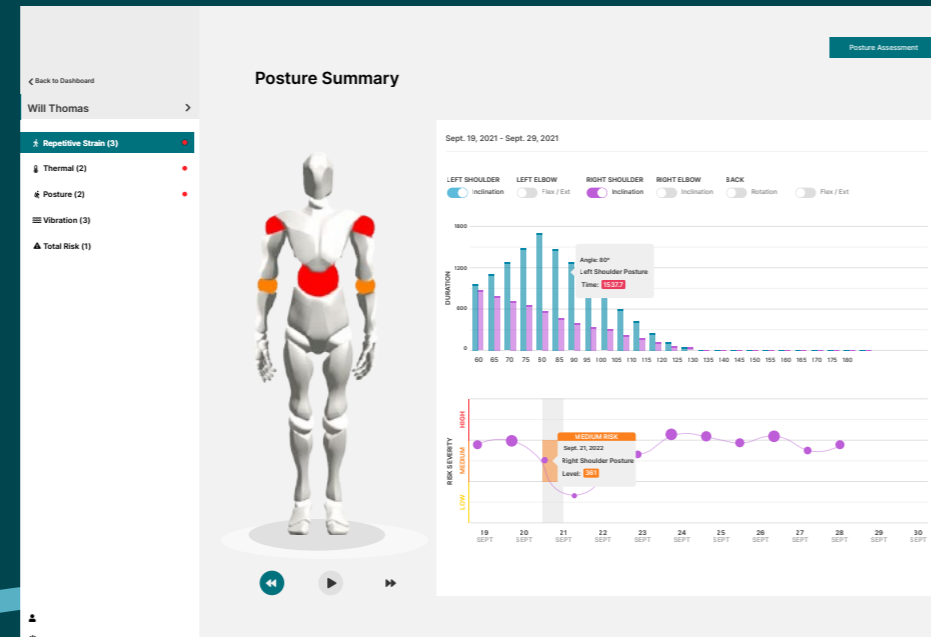 Posture Assessment
Back to Dashboard
Posture Summary
Will Thomas
Repetitive Strain (3)
Thermal (2)
Posture (2)
Vibration (3)
Total Risk (1)
Sept. 19, 2021 - Sept. 29, 2021
LEFT SHOULDER LEFT ELBOW RIGHT SHOULDER RIGHT ELBOW BACK
Inclination Flex / Ext Inclination Inclination Rotation Flex / Ext
DURATION
1800
1200
600
0
Angle: 80°
Left Shoulder Posture
Time: 1537.7
60 65 70 75 80 85 90 95 100 105 110 115 120 125 130 135 140 145 150 155 160 165 170 175 180
RISK SEVERITY
HIGH
MEDIUM
LOW
MEDIUM RISK
Sept. 21, 2022
Right Shoulder Posture
Level: 361
19 20 21 22 23 24 25 26 27 28 29 30
SEPT SEPT SEPT SEPT SEPT SEPT SEPT SEPT SEPT SEPT SEPT SEPT